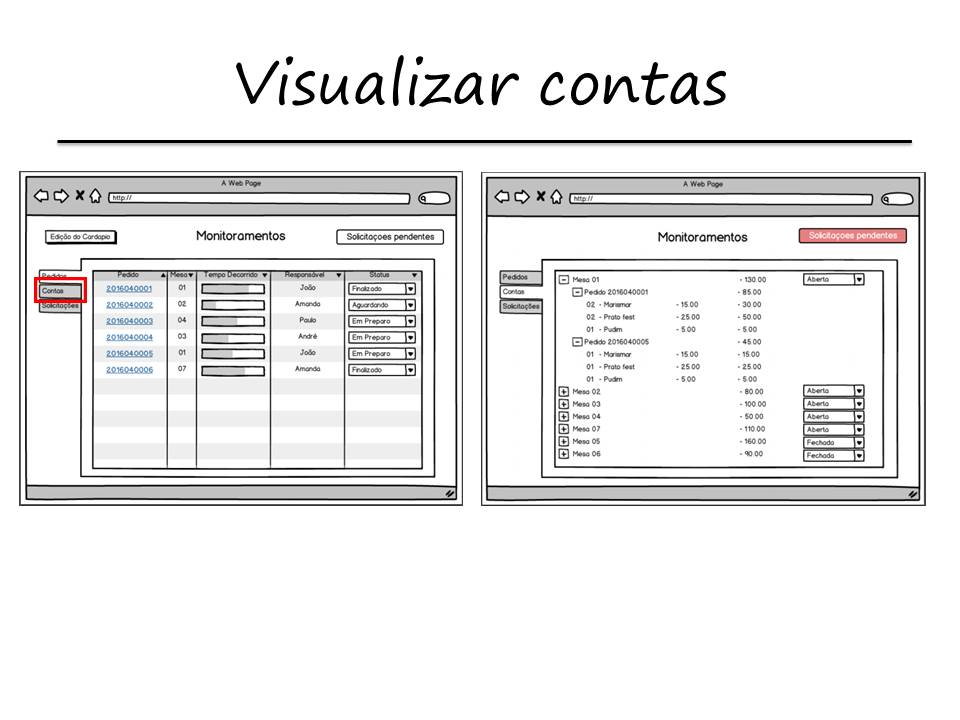 Visualizar contas
A Web Page
http://
Edição do Cardapio
Monitoramentos
Solicitaçoes pendentes
Pedidos
Contas
Solicitações
Pedido Mesa Tempo Decorrido Responsável Status
2016040001 01 João Finalizado
2016040002 02 Amanda Aguardando
2016040003 04 Paulo Em Preparo
2016040004 03 André Em Preparo
2016040005 01 João Em Preparo
2016040006 07 Amanda Finalizado
A Web Page
http://
Monitoramentos
Solicitaçoes pendentes
Pedidos
Contas
Solicitações
Mesa 01 - 130.00 Aberta
Pedido 2016040001 - 85.00
02 - Marismar - 15.00 - 30.00
02 - Prato fest - 25.00 - 50.00
01 - Pudim - 5.00 - 5.00
Pedido 2016040005 - 45.00
01 - Marismar - 15.00 - 15.00
01 - Prato fest - 25.00 - 25.00
01 - Pudim - 5.00 - 5.00
Mesa 02 - 80.00 Aberta
Mesa 03 - 100.00 Aberta
Mesa 04 - 50.00 Aberta
Mesa 07 - 110.00 Aberta
Mesa 05 - 160.00 Fechada
Mesa 06 - 90.00 Fechada